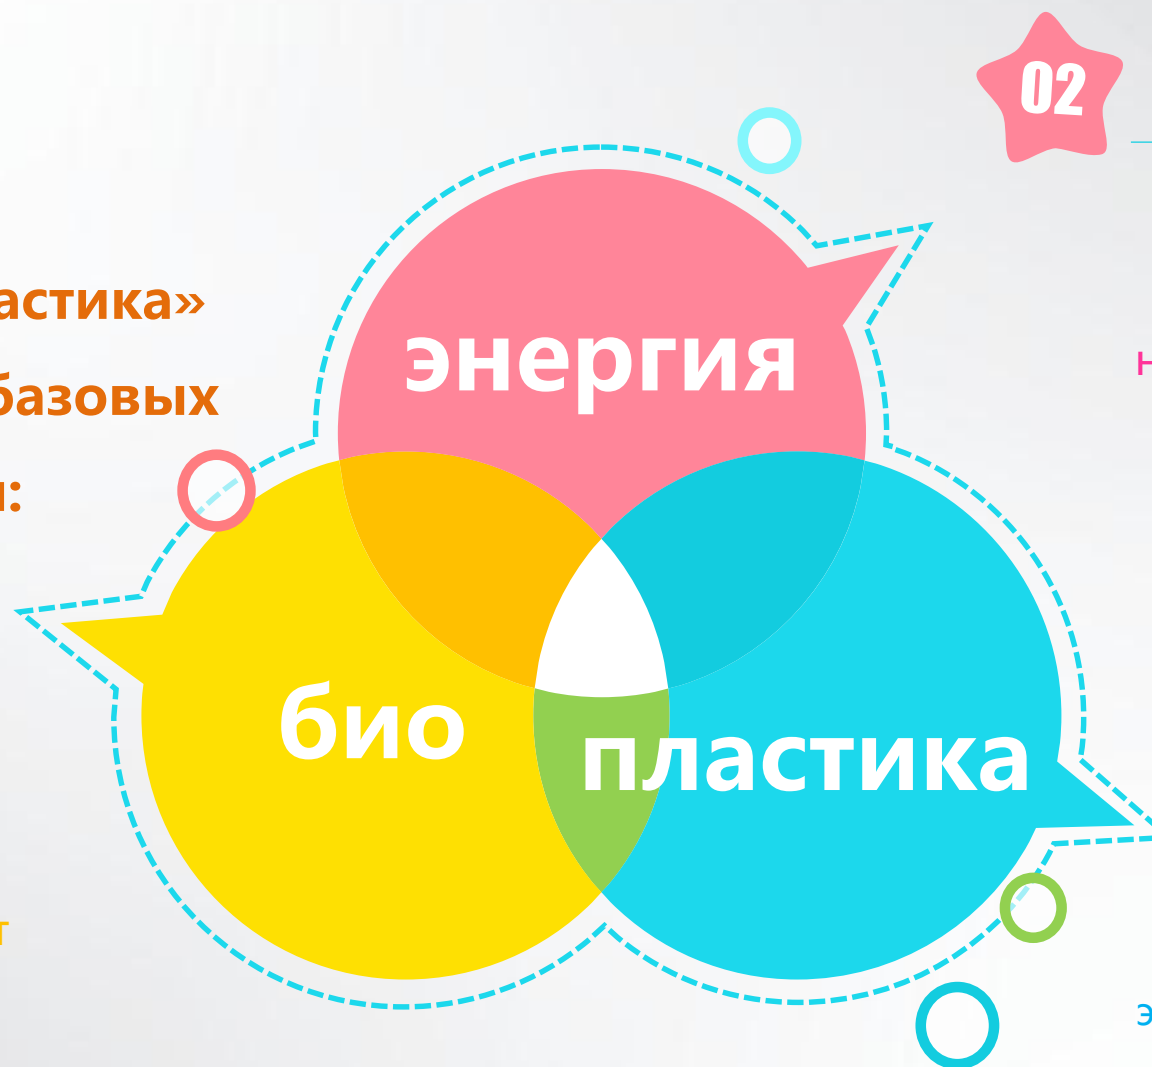 02
астика»
базовых
энергия
н
:
био
пластика
т
э